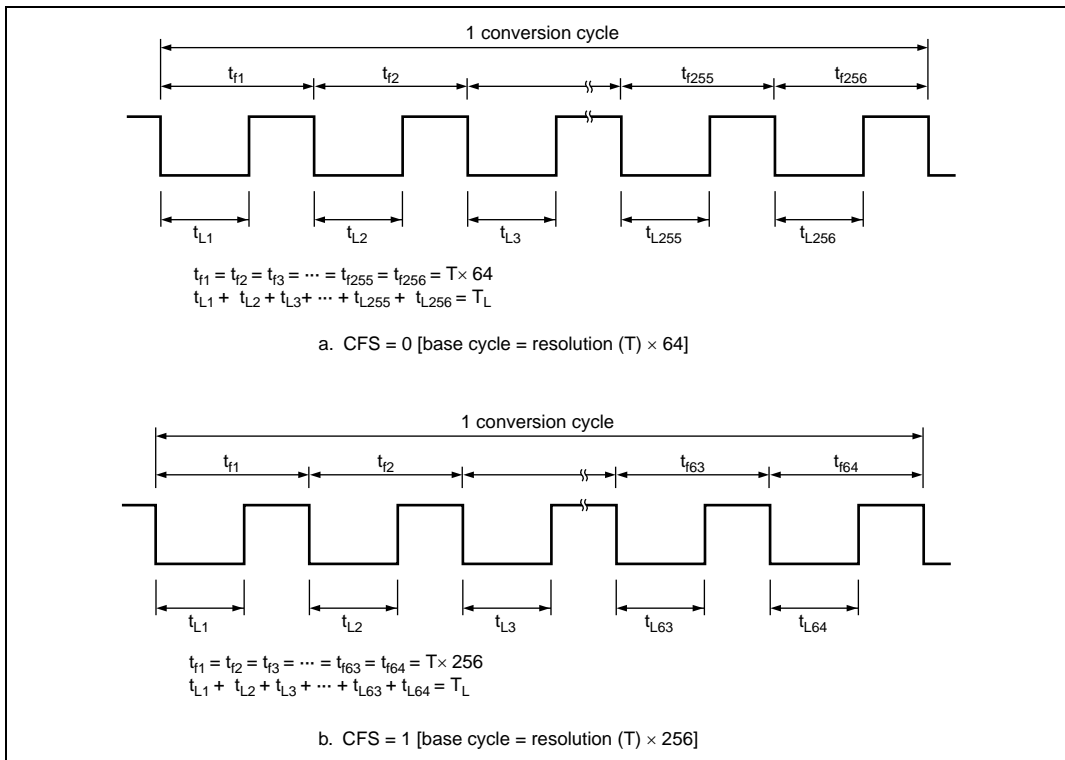 1 conversion cycle
tf1 tf2 tf255 tf256
tL1 tL2 tL3 tL255 tL256
tf1 = tf2 = tf3 = ··· = tf255 = tf256 = T× 64
tL1 + tL2 + tL3+ ··· + tL255 + tL256 = TL
a. CFS = 0 [base cycle = resolution (T) × 64]
1 conversion cycle
tf1 tf2 tf63 tf64
tL1 tL2 tL3 tL63 tL64
tf1 = tf2 = tf3 = ··· = tf63 = tf64 = T× 256
tL1 + tL2 + tL3 + ··· + tL63 + tL64 = TL
b. CFS = 1 [base cycle = resolution (T) × 256]